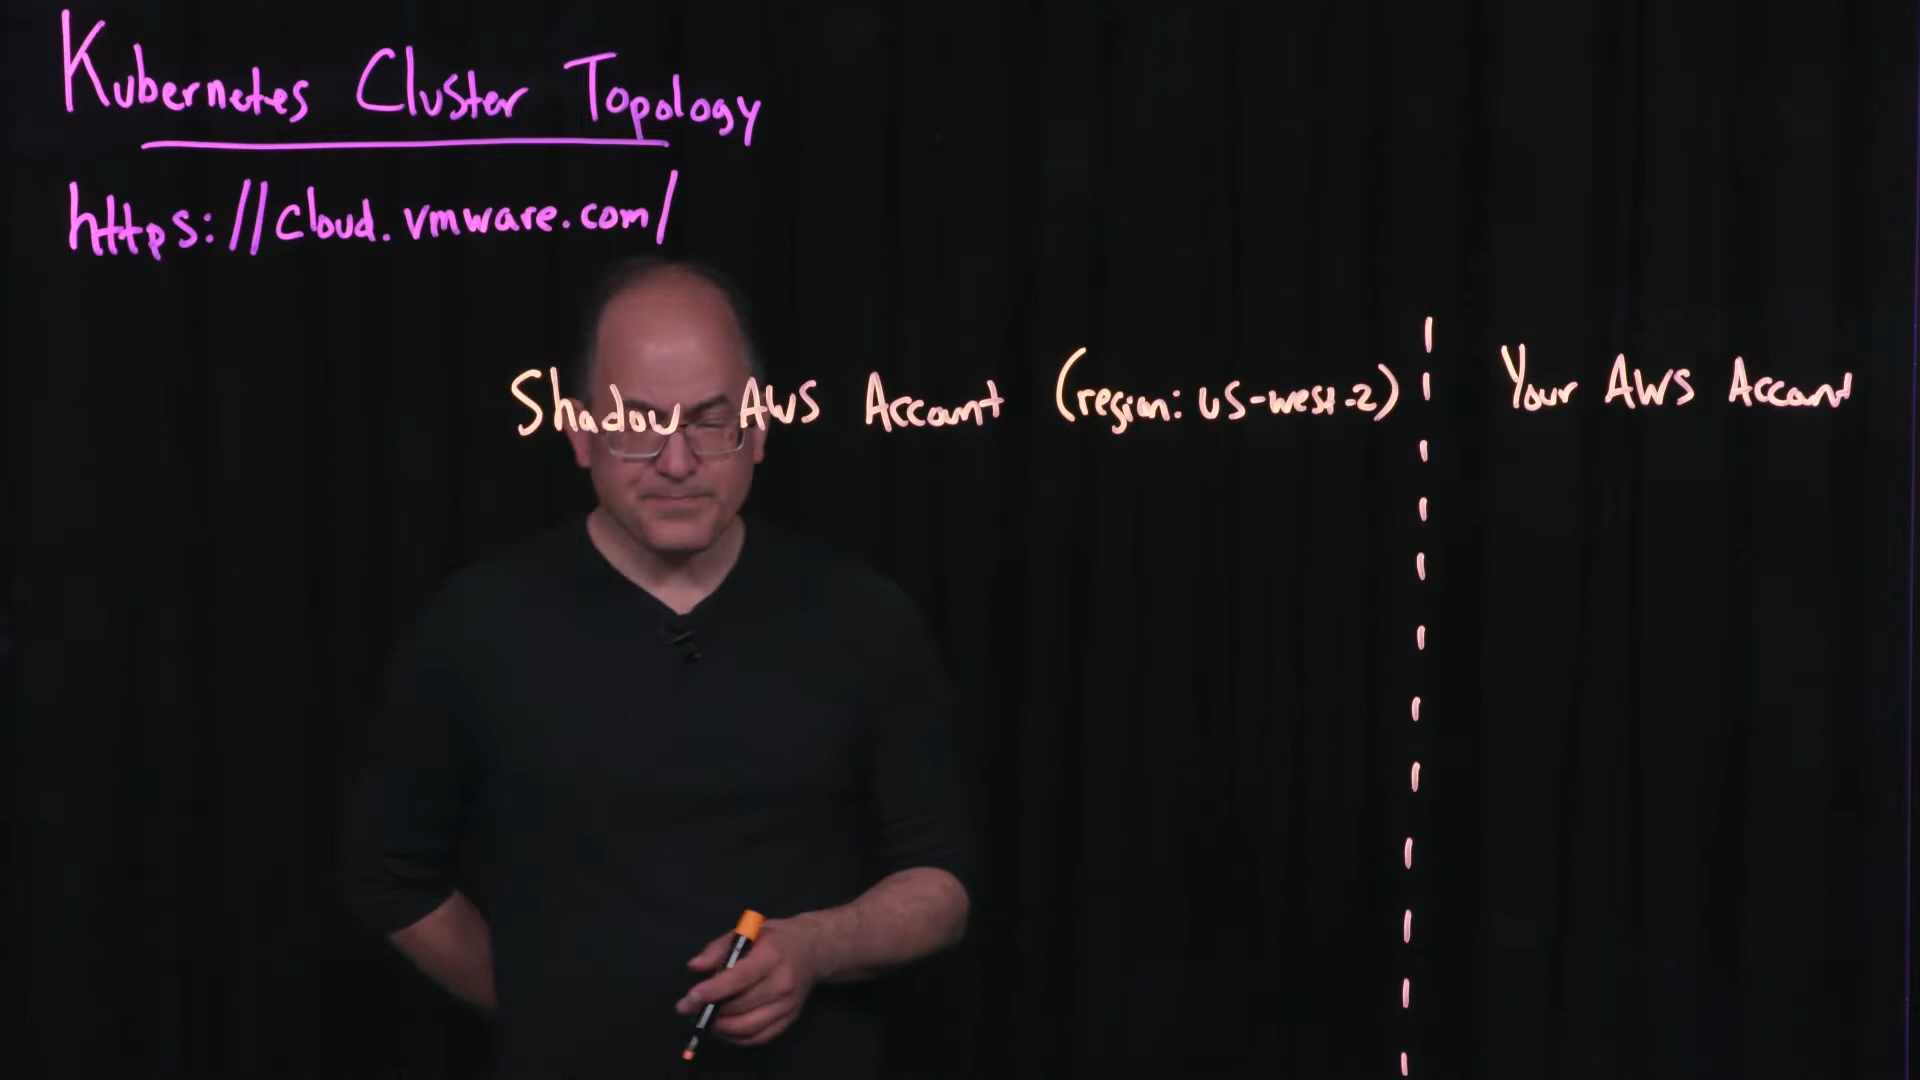 Kubernetes Cluster Topology
https://cloud.vmware.com/
Shadow AWS Account (region: us-west-2)
Your AWS Account